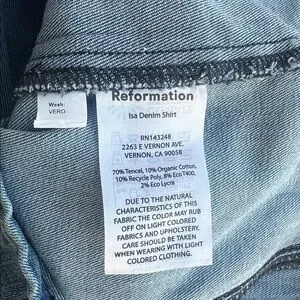 Wash:
VERO
Reformation
Isa Denim Shirt
RN143248
2263 E VERNON AVE.
VERNON, CA 90058
70% Tencel, 10% Organic Cotton,
10% Recycle Poly, 8% Eco T400,
2% Eco Lycra
DUE TO THE NATURAL
CHARACTERISTICS OF THIS
FABRIC THE COLOR MAY RUB
OFF ON LIGHT COLORED
FABRICS AND UPHOLSTERY.
CARE SHOULD BE TAKEN
WHEN WEARING WITH LIGHT
COLORED CLOTHING.